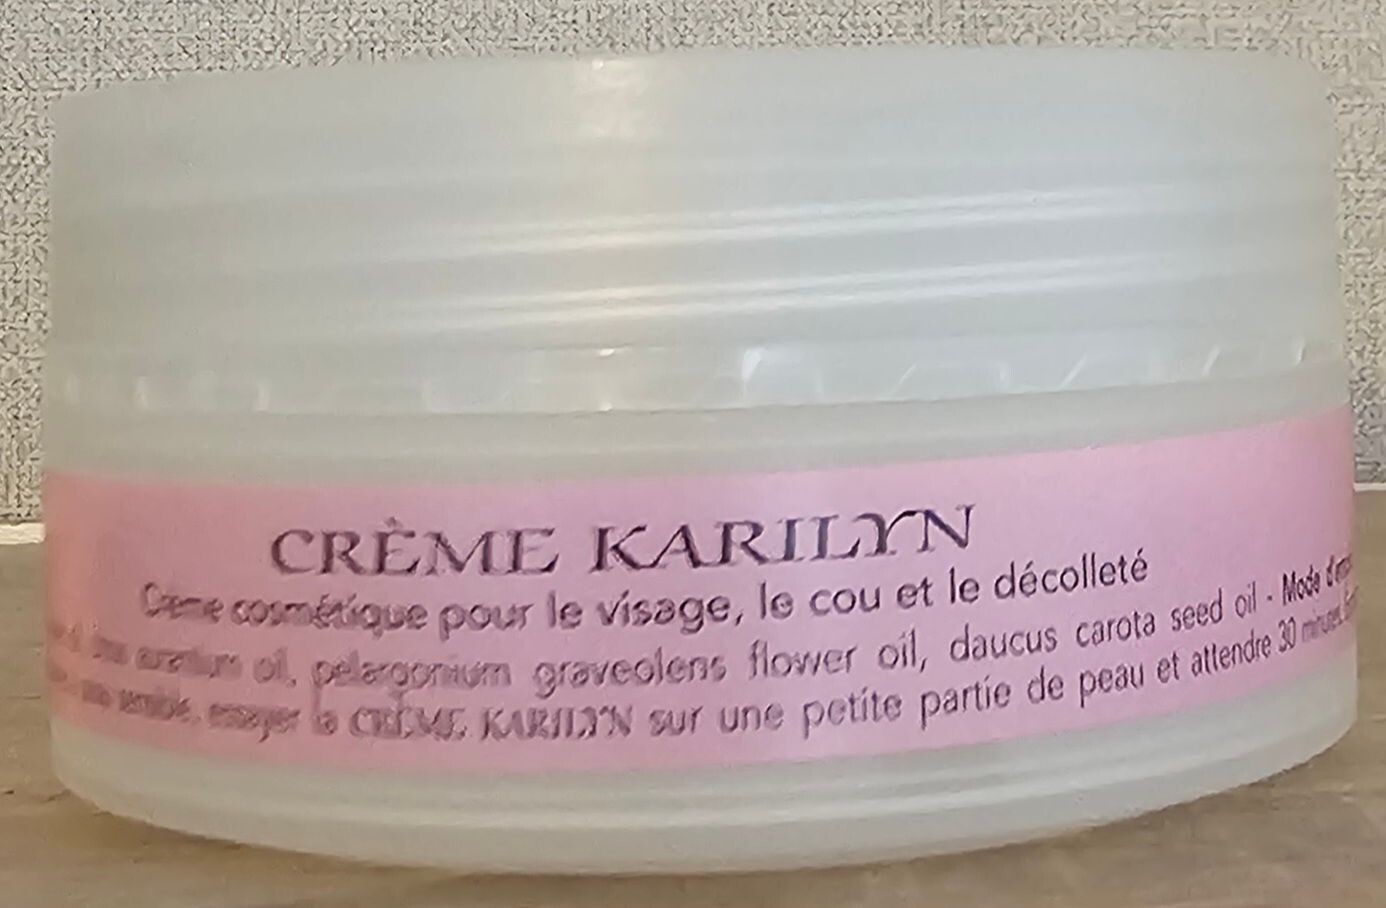 CRÈME KARILYN
Crème cosmétique pour le visage, le cou et le décolleté
oil, pelargonium graveolens flower oil, daucus carota seed oil - Mode
sensible, essayer la CRÈME KARILYN sur une petite partie de peau et attendre 30 minutes.